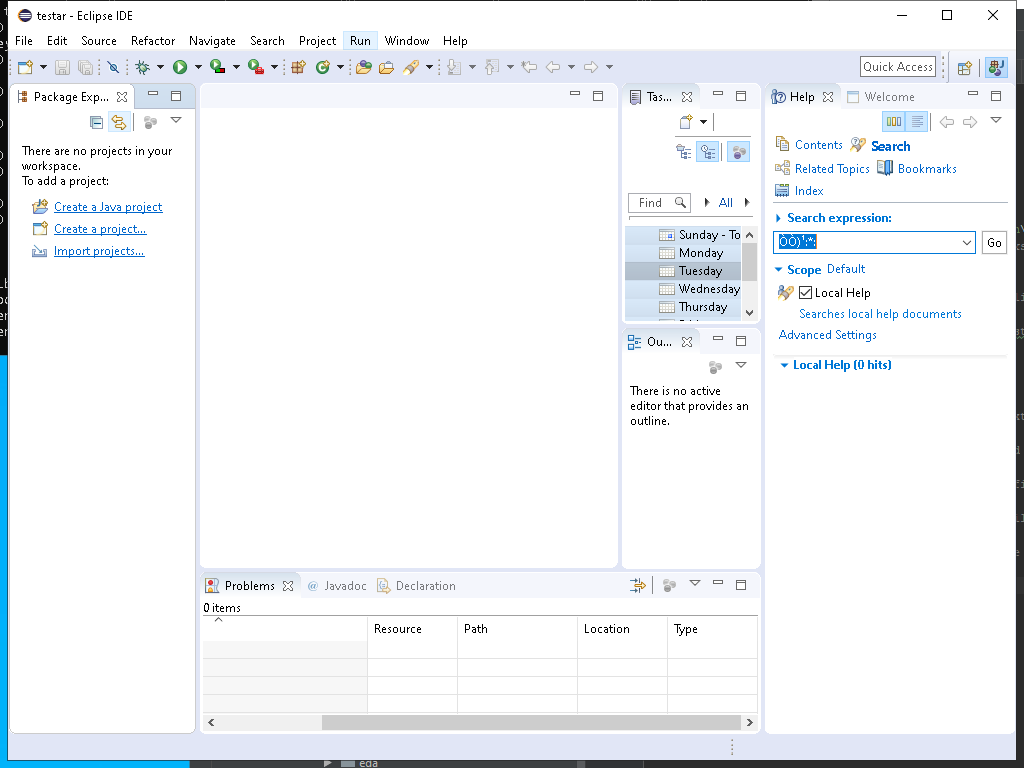 testar - Eclipse IDE
File Edit Source Refactor Navigate Search Project Run Window Help
Quick Access
Package Exp...
There are no projects in your
workspace.
To add a project:
Create a Java project
Create a project...
Import projects...
Tas...
Find
All
Sunday - To
Monday
Tuesday
Wednesday
Thursday
Ou...
There is no active
editor that provides an
outline.
Help
Welcome
Contents
Search
Related Topics
Bookmarks
Index
Search expression:
Go
Scope Default
Local Help
Searches local help documents
Advanced Settings
Local Help (0 hits)
Problems
@ Javadoc
Declaration
0 items
Resource Path Location Type
eda